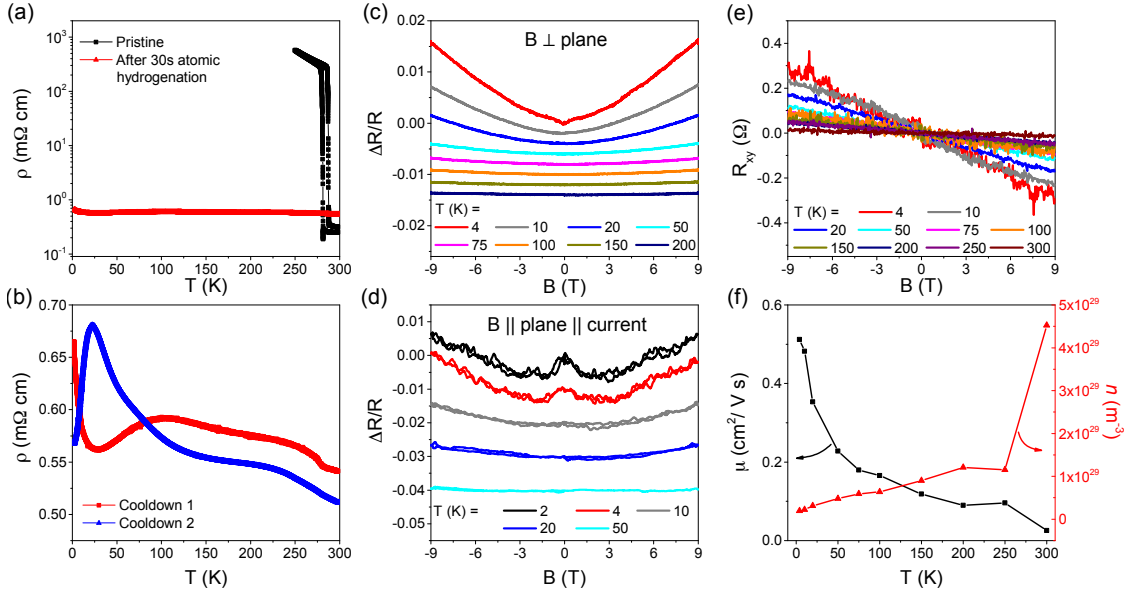 (a)
10³
10²
10¹
10⁰
10⁻¹
ρ (mΩ cm)
Pristine
After 30s atomic
hydrogenation
0 50 100 150 200 250 300
T (K)
(b)
0.70
0.65
0.60
0.55
0.50
ρ (mΩ cm)
Cooldown 1
Cooldown 2
0 50 100 150 200 250 300
T (K)
(c)
B ⊥ plane
0.02
0.01
0.00
-0.01
-0.02
ΔR/R
T (K) =
4 10 20 50
75 100 150 200
-9 -6 -3 0 3 6 9
B (T)
(d)
B || plane || current
0.01
0.00
-0.01
-0.02
-0.03
-0.04
-0.05
ΔR/R
T (K) =
2 4 10
20 50
-9 -6 -3 0 3 6 9
B (T)
(e)
0.4
0.2
0.0
-0.2
-0.4
Rxy (Ω)
T (K) =
4 10
20 50 75 100
150 200 250 300
-9 -6 -3 0 3 6 9
B (T)
(f)
0.6
0.4
0.2
0.0
μ (cm²/ V s)
5x10²⁹
4x10²⁹
3x10²⁹
2x10²⁹
1x10²⁹
0
n (m⁻³)
0 50 100 150 200 250 300
T (K)